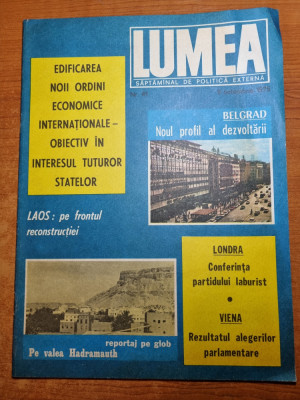 LUMEA
SĂPTĂMÎNAL DE POLITICĂ EXTERNĂ
EDIFICAREA
NOII ORDINI
ECONOMICE
INTERNAȚIONALE –
OBIECTIV ÎN
INTERESUL TUTUROR
STATELOR
BELGRAD
Noul profil al dezvoltării
LAOS : pe frontul
reconstrucției
LONDRA
Conferința
partidului laburist
•
VIENA
Rezultatul alegerilor
parlamentare
reportaj pe glob
Pe valea Hadramauth